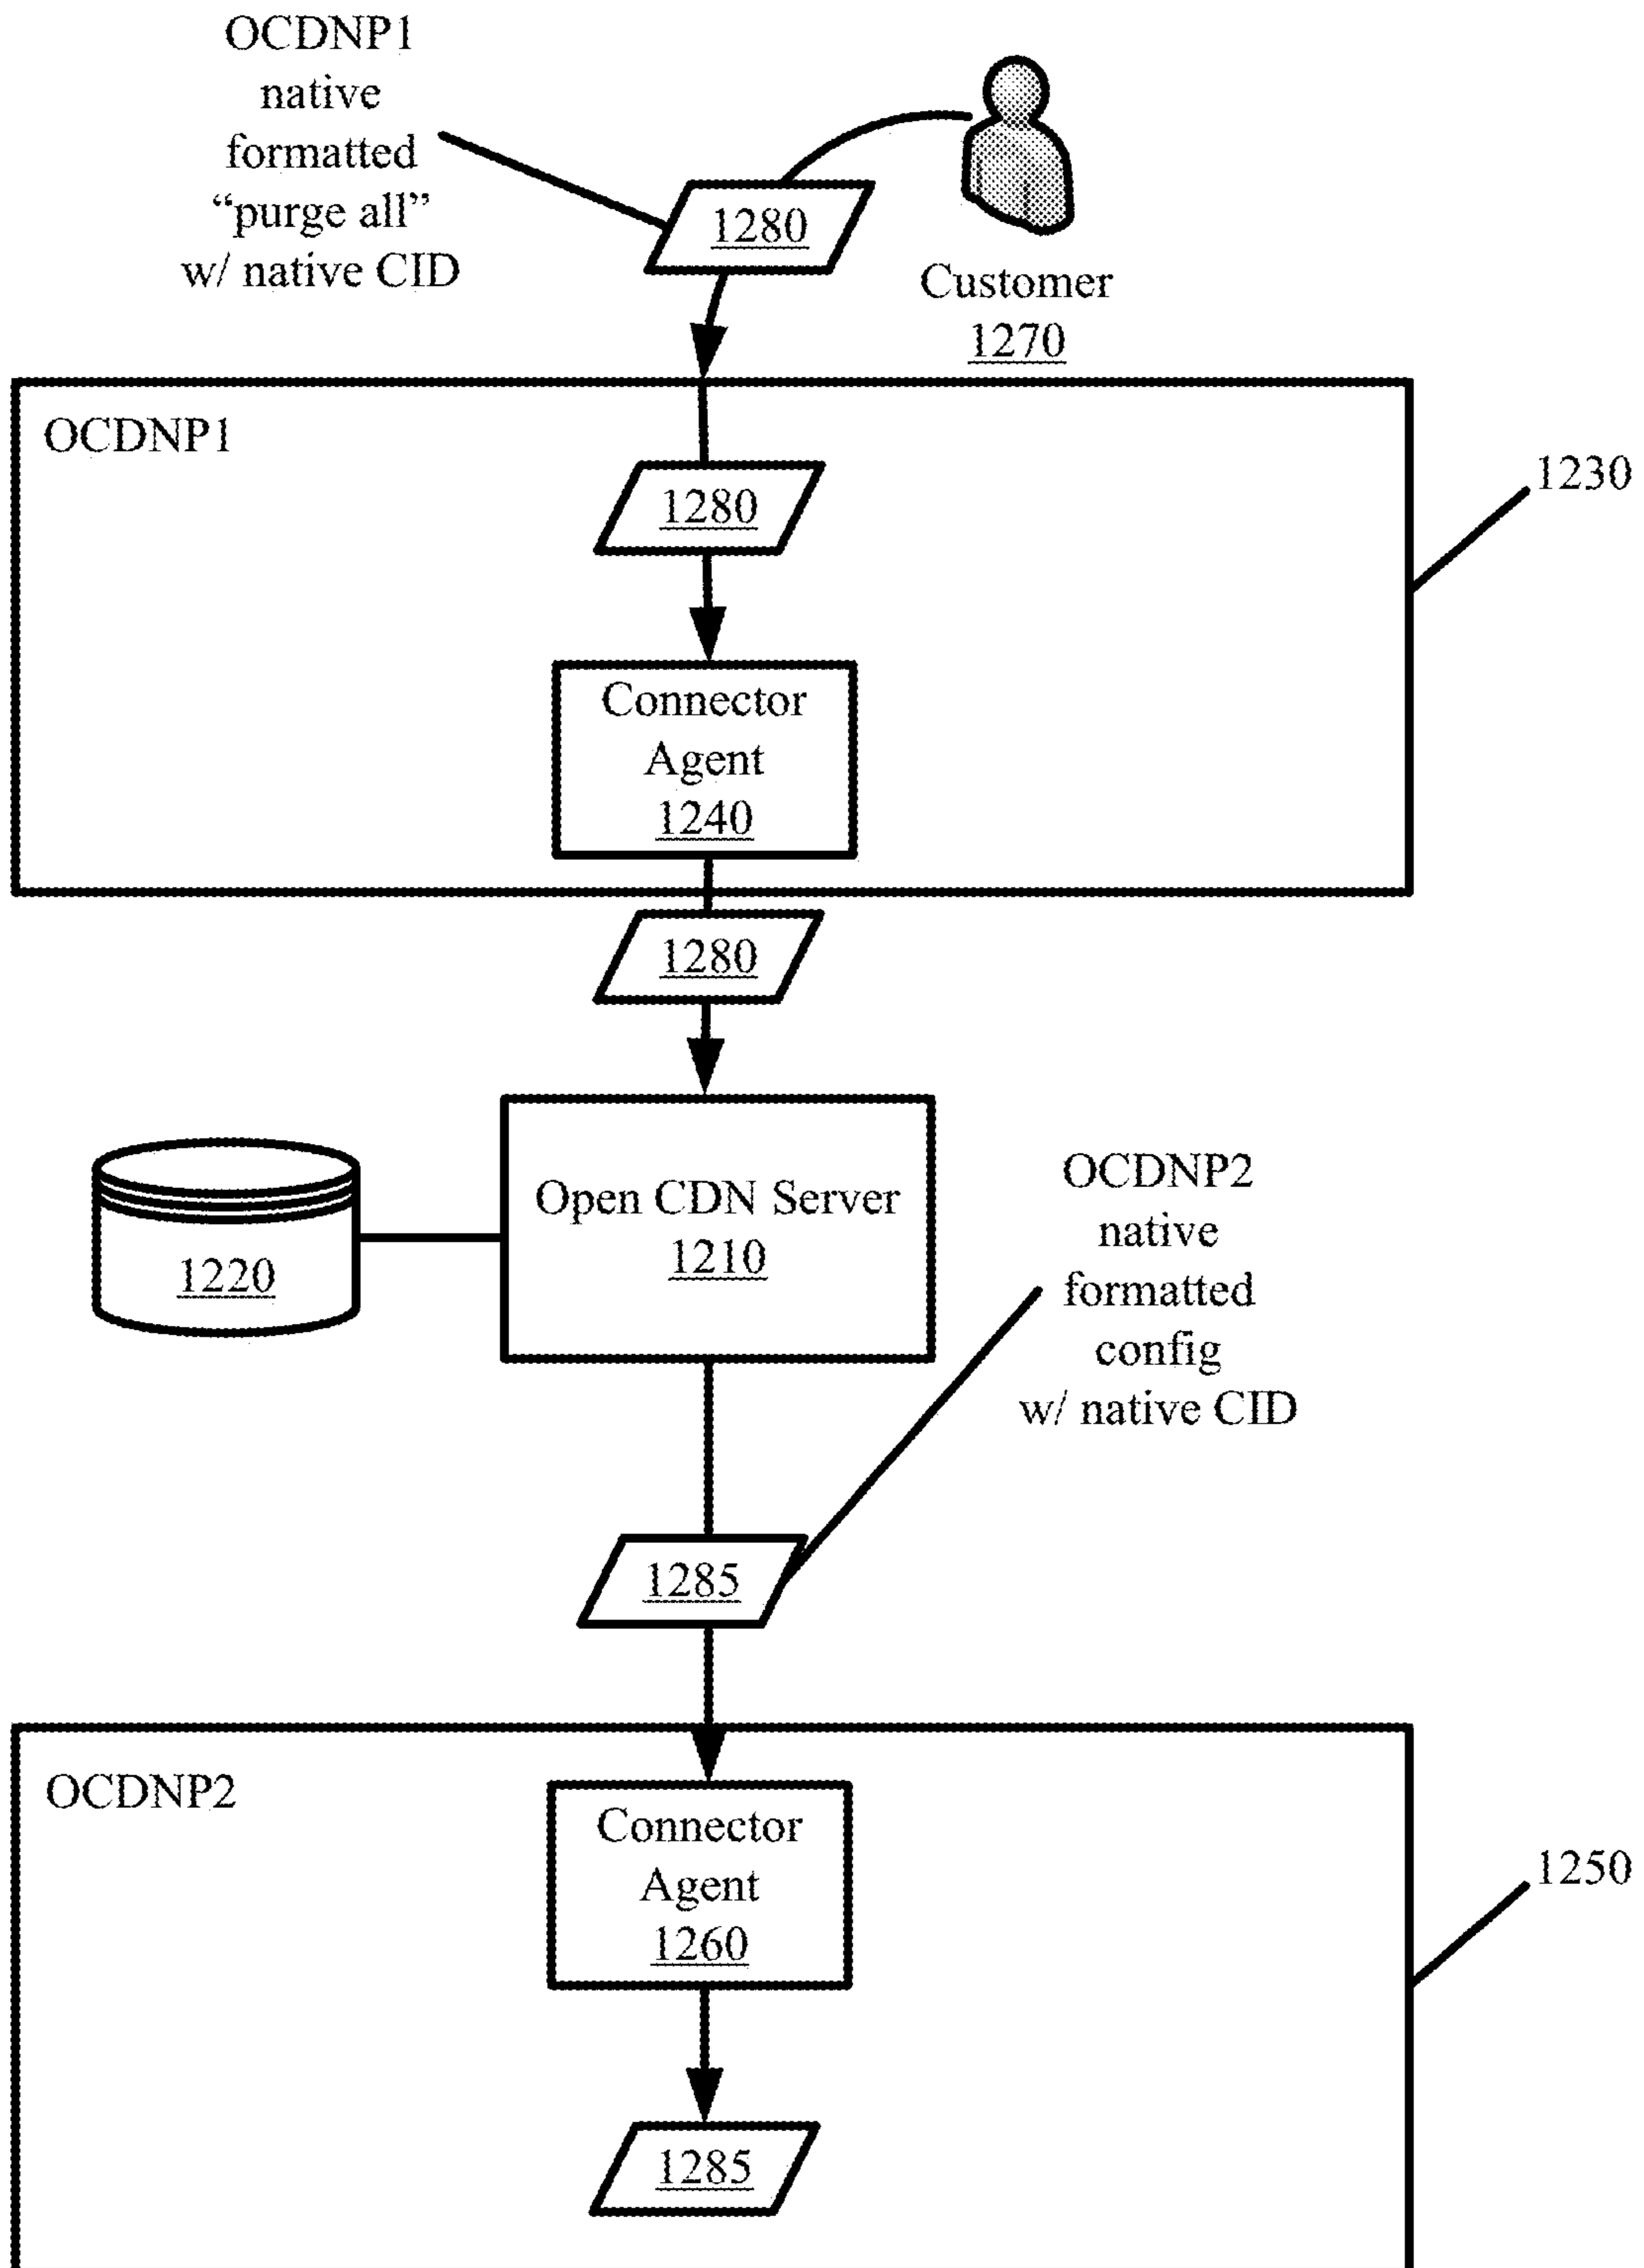 OCDNP1
native
formatted
“purge all”
w/ native CID
1280
Customer
1270
OCDNP1
1280
1230
Connector
Agent
1240
1280
Open CDN Server
1210
1220
OCDNP2
native
formatted
config
w/ native CID
1285
OCDNP2
Connector
Agent
1260
1250
1285